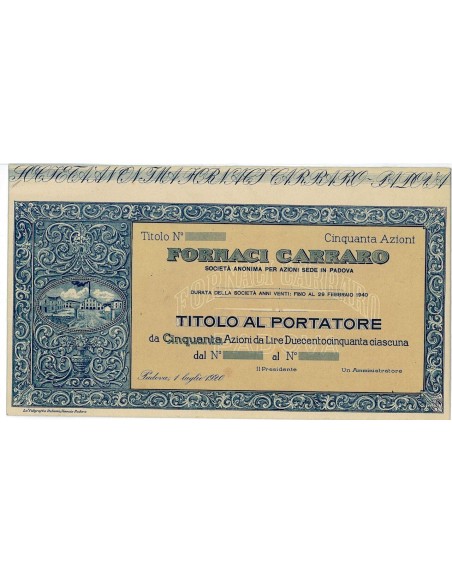 SOCIETÀ ANONIMA FORNACI CARRARO - PADOVA
Titolo N° Cinquanta Azioni
FORNACI CARRARO
SOCIETÀ ANONIMA PER AZIONI SEDE IN PADOVA
DURATA DELLA SOCIETÀ ANNI VENTI: FINO AL 28 FEBBRAIO 1940
TITOLO AL PORTATORE
da Cinquanta Azioni da Lire Duecentocinquanta ciascuna
dal N° al N°
Il Presidente Un Amministratore
Padova, 1 luglio 1920